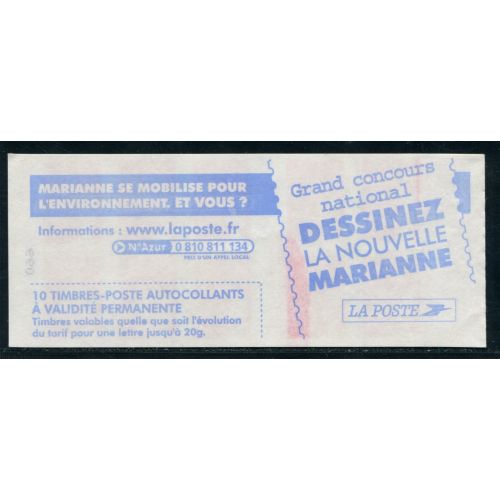 MARIANNE SE MOBILISE POUR
L'ENVIRONNEMENT. ET VOUS ?
Informations : www.laposte.fr
N°Azur 0 810 811 134
PRIX D'UN APPEL LOCAL
10 TIMBRES-POSTE AUTOCOLLANTS
À VALIDITÉ PERMANENTE
Timbres valables quelle que soit l'évolution
du tarif pour une lettre jusqu'à 20g.
Grand concours
national
DESSINEZ
LA NOUVELLE
MARIANNE
LA POSTE